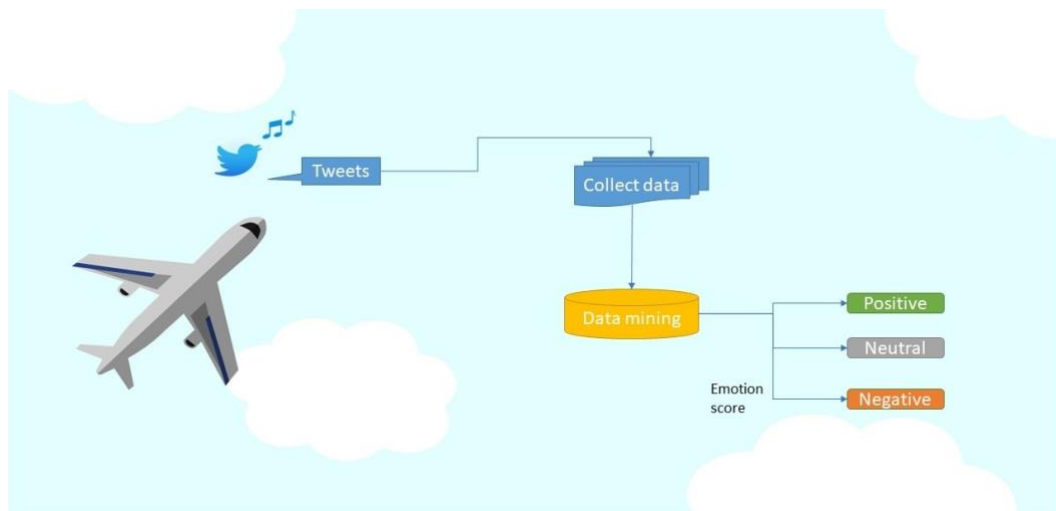 Tweets
Collect data
Data mining
Positive
Neutral
Emotion
score
Negative